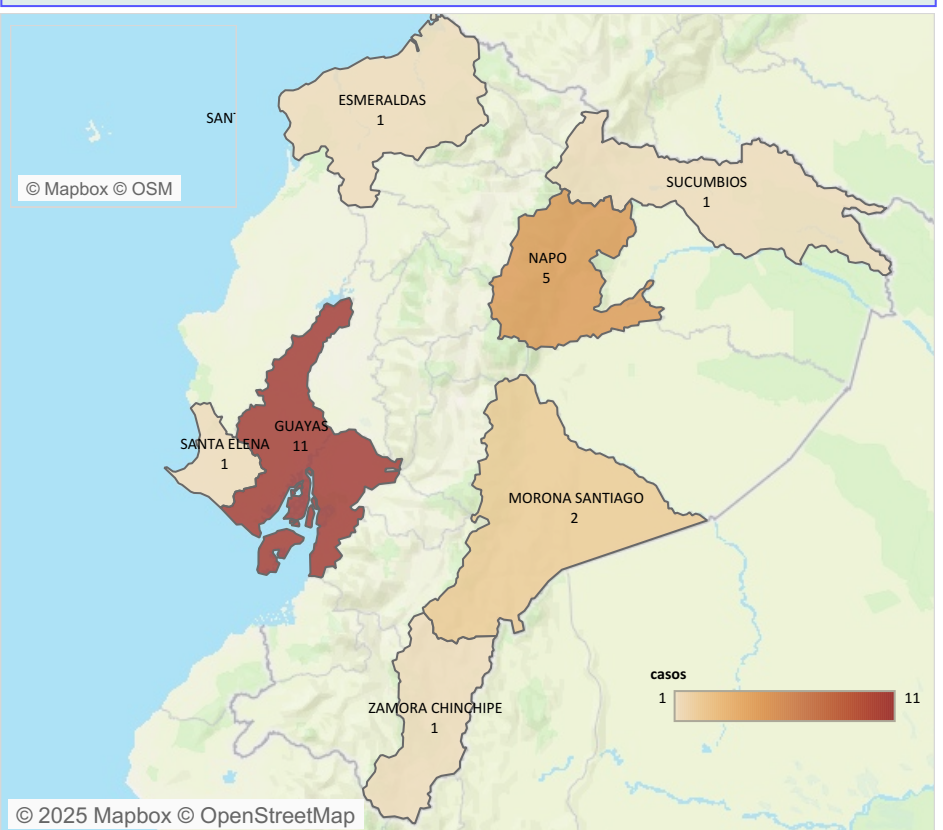 ESMERALDAS
1
SAN
© Mapbox © OSM
SUCUMBIOS
1
NAPO
5
GUAYAS
11
SANTA ELENA
1
MORONA SANTIAGO
2
casos
1
11
ZAMORA CHINCHIPE
1
© 2025 Mapbox © OpenStreetMap